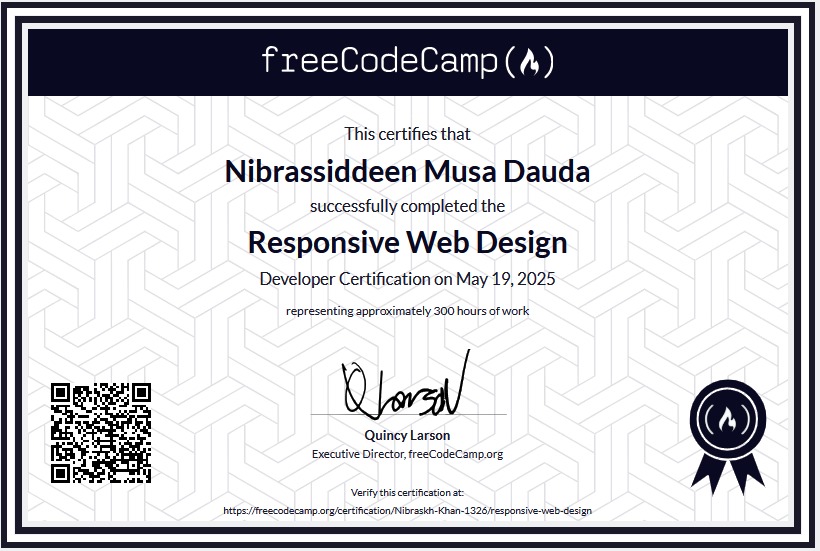 freeCodeCamp
This certifies that
Nibrassiddeen Musa Dauda
successfully completed the
Responsive Web Design
Developer Certification on May 19, 2025
representing approximately 300 hours of work
Quincy Larson
Executive Director, freeCodeCamp.org
Verify this certification at:
https://freecodecamp.org/certification/Nibraskh-Khan-1326/responsive-web-design